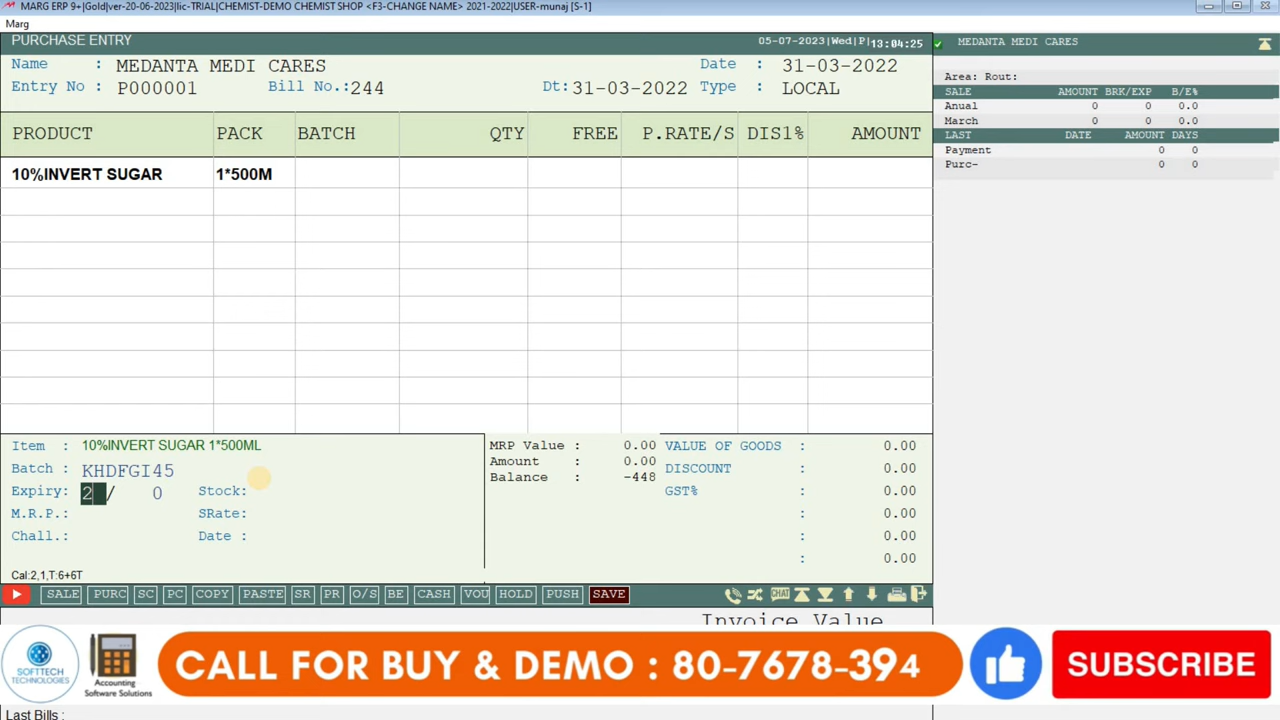 MARG ERP 9+|Gold|ver-20-06-2023|lic-TRIAL|CHEMIST-DEMO CHEMIST SHOP <F3-CHANGE NAME> 2021-2022|USER-munaj [S-1]
Marg
PURCHASE ENTRY 05-07-2023|Wed|P|13:04:25
Name : MEDANTA MEDI CARES Date : 31-03-2022
Entry No : P000001 Bill No.:244 Dt:31-03-2022 Type : LOCAL
PRODUCT PACK BATCH QTY FREE P.RATE/S DIS1% AMOUNT
10%INVERT SUGAR 1*500M
MEDANTA MEDI CARES
Area: Rout:
SALE AMOUNT BRK/EXP B/E%
Anual 0 0 0.0
March 0 0 0.0
LAST DATE AMOUNT DAYS
Payment 0 0
Purc- 0 0
Item : 10%INVERT SUGAR 1*500ML
Batch : KHDFGI45
Expiry: 2 / 0 Stock:
M.R.P.: SRate:
Chall.: Date :
Cal:2,1,T:6+6T
MRP Value : 0.00
Amount : 0.00
Balance : -448
VALUE OF GOODS : 0.00
DISCOUNT : 0.00
GST% : 0.00
: 0.00
: 0.00
: 0.00
SALE PURC SC PC COPY PASTE SR PR O/S BE CASH VOU HOLD PUSH SAVE CHAT
Invoice Value
SOFTTECH
TECHNOLOGIES
Accounting
Software Solutions
CALL FOR BUY & DEMO : 80-7678-394
SUBSCRIBE
Last Bills :